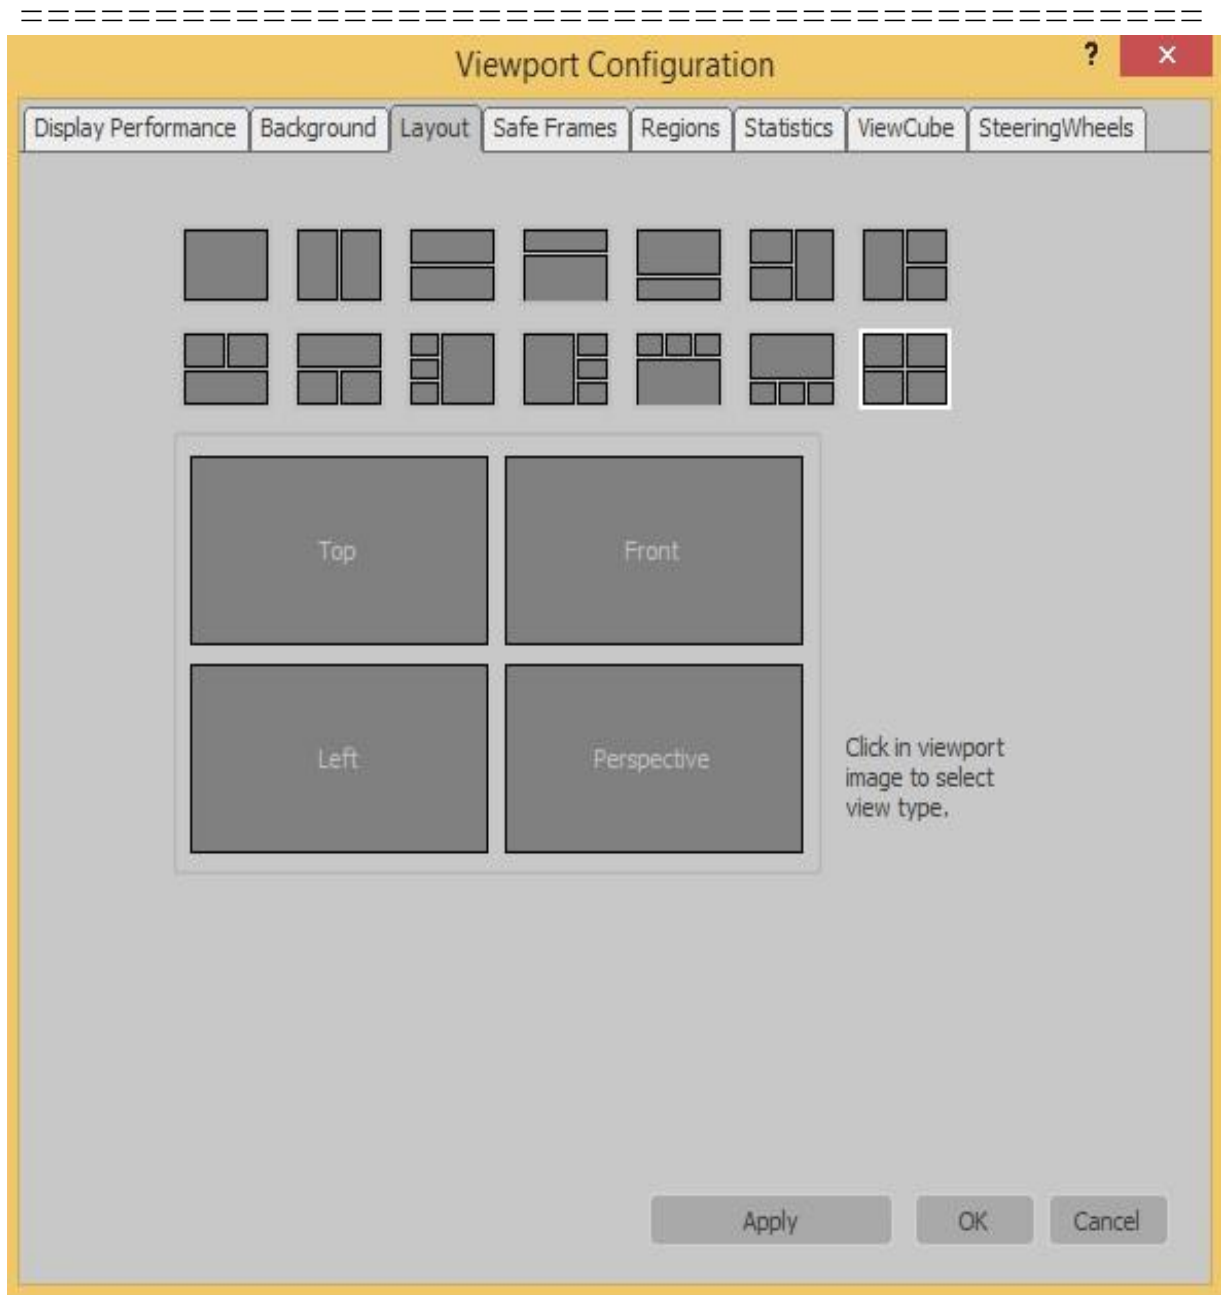 ============================================
Viewport Configuration ? ×
Display Performance Background Layout Safe Frames Regions Statistics ViewCube SteeringWheels
Top Front
Left Perspective
Click in viewport
image to select
view type.
Apply OK Cancel